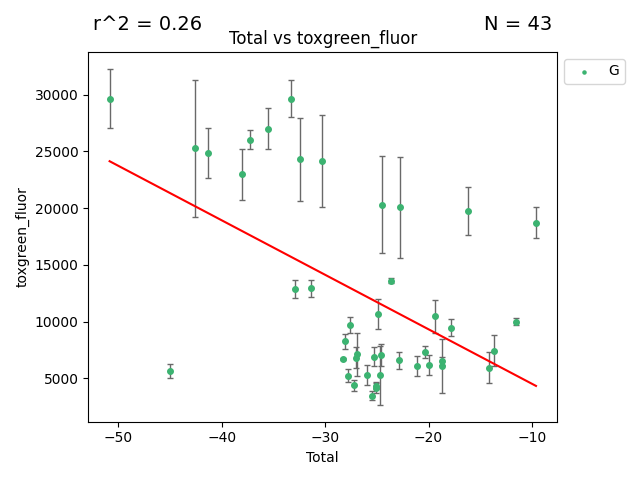 r^2 = 0.26
N = 43
Total vs toxgreen_fluor
G
30000
25000
20000
15000
10000
5000
toxgreen_fluor
−50
−40
−30
−20
−10
Total